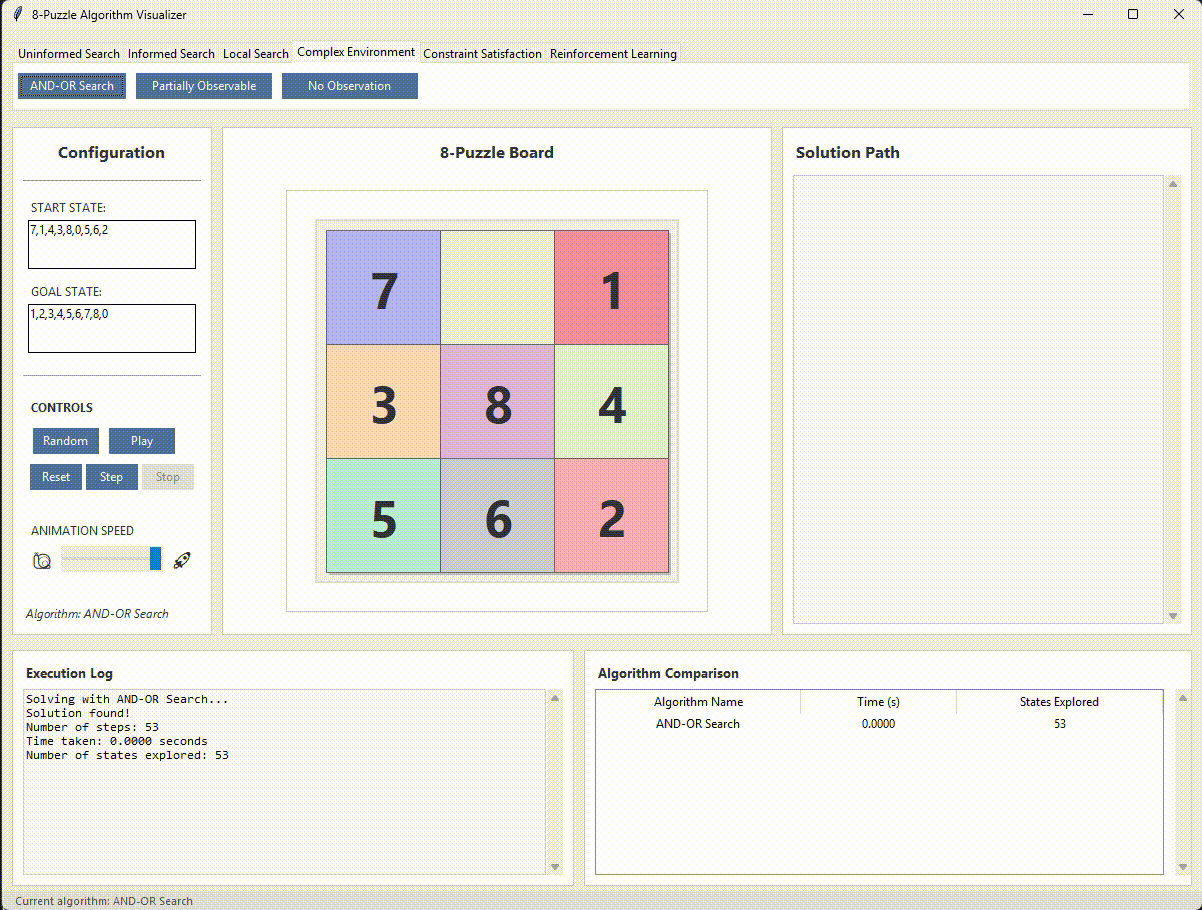 8-Puzzle Algorithm Visualizer
Uninformed Search Informed Search Local Search Complex Environment Constraint Satisfaction Reinforcement Learning
AND-OR Search Partially Observable No Observation
Configuration
START STATE:
7,1,4,3,8,0,5,6,2
GOAL STATE:
1,2,3,4,5,6,7,8,0
CONTROLS
Random Play
Reset Step Stop
ANIMATION SPEED
Algorithm: AND-OR Search
8-Puzzle Board
7 1
3 8 4
5 6 2
Solution Path
Execution Log
Solving with AND-OR Search...
Solution found!
Number of steps: 53
Time taken: 0.0000 seconds
Number of states explored: 53
Algorithm Comparison
Algorithm Name Time (s) States Explored
AND-OR Search 0.0000 53
Current algorithm: AND-OR Search